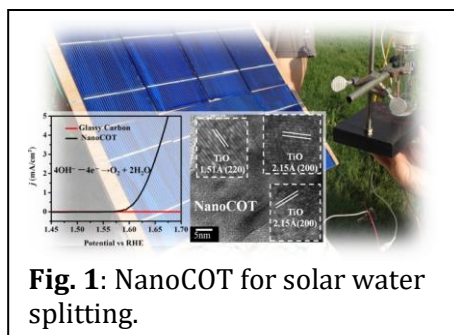 5
4
3
2
1
0
j (mA/cm²)
Glassy Carbon
NanoCOT
4OH⁻ – 4e⁻ →O₂ + 2H₂O
1.45 1.50 1.55 1.60 1.65 1.70
Potential vs RHE
TiO
1.51Å (220)
TiO
2.15Å (200)
NanoCOT
TiO
2.15Å (200)
5nm
Fig. 1: NanoCOT for solar water
splitting.